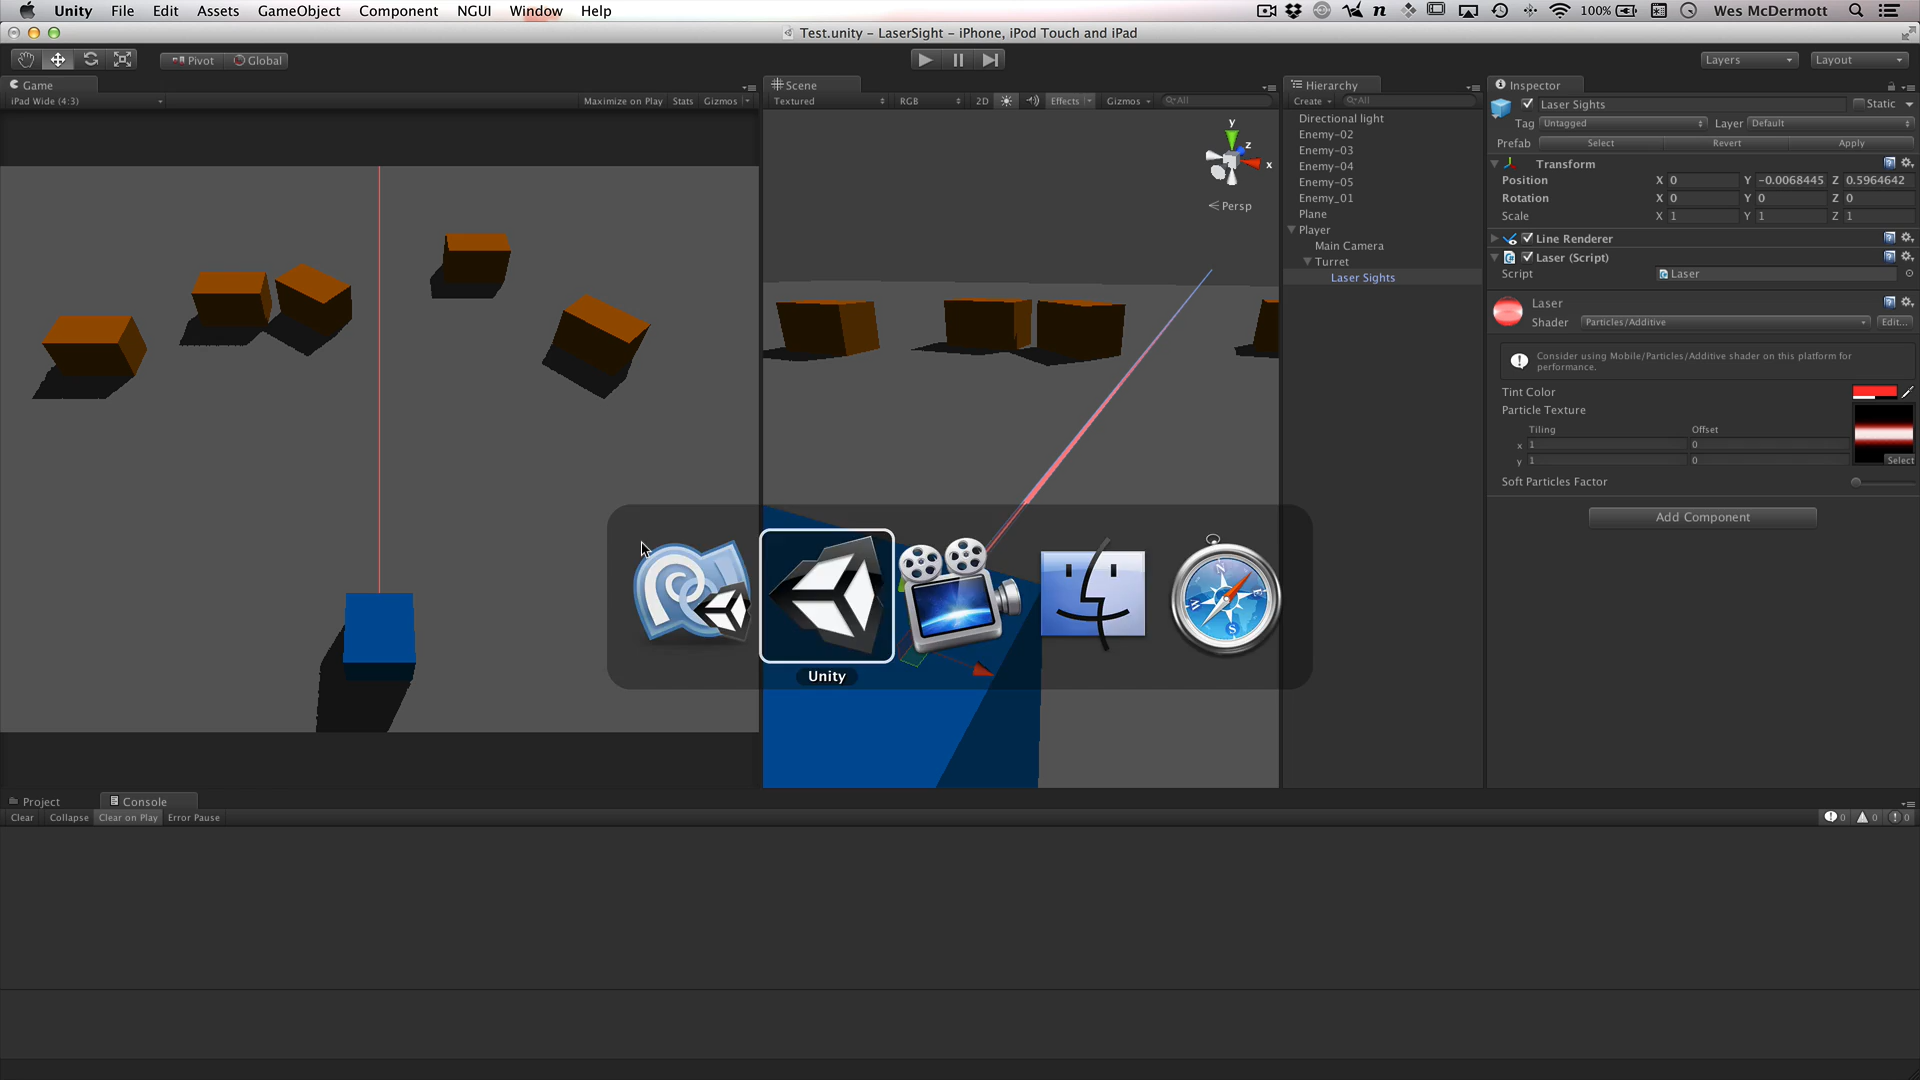 Unity File Edit Assets GameObject Component NGUI Window Help 100% Wes McDermott
Test.unity – LaserSight – iPhone, iPod Touch and iPad
Pivot Global Layers Layout
Game
iPad Wide (4:3) Maximize on Play Stats Gizmos
Scene
Textured RGB 2D Effects Gizmos All
y
z
x
Persp
Hierarchy
Create All
Directional light
Enemy-02
Enemy-03
Enemy-04
Enemy-05
Enemy_01
Plane
Player
Main Camera
Turret
Laser Sights
Inspector
Laser Sights Static
Tag Untagged Layer Default
Prefab Select Revert Apply
Transform
Position X 0 Y -0.0068445 Z 0.5964642
Rotation X 0 Y 0 Z 0
Scale X 1 Y 1 Z 1
Line Renderer
Laser (Script)
Script Laser
Laser
Shader Particles/Additive Edit...
Consider using Mobile/Particles/Additive shader on this platform for
performance.
Tint Color
Particle Texture
Tiling Offset
x 1 0
y 1 0
Select
Soft Particles Factor
Add Component
N
W E
S
Unity
Project Console
Clear Collapse Clear on Play Error Pause 0 0 0